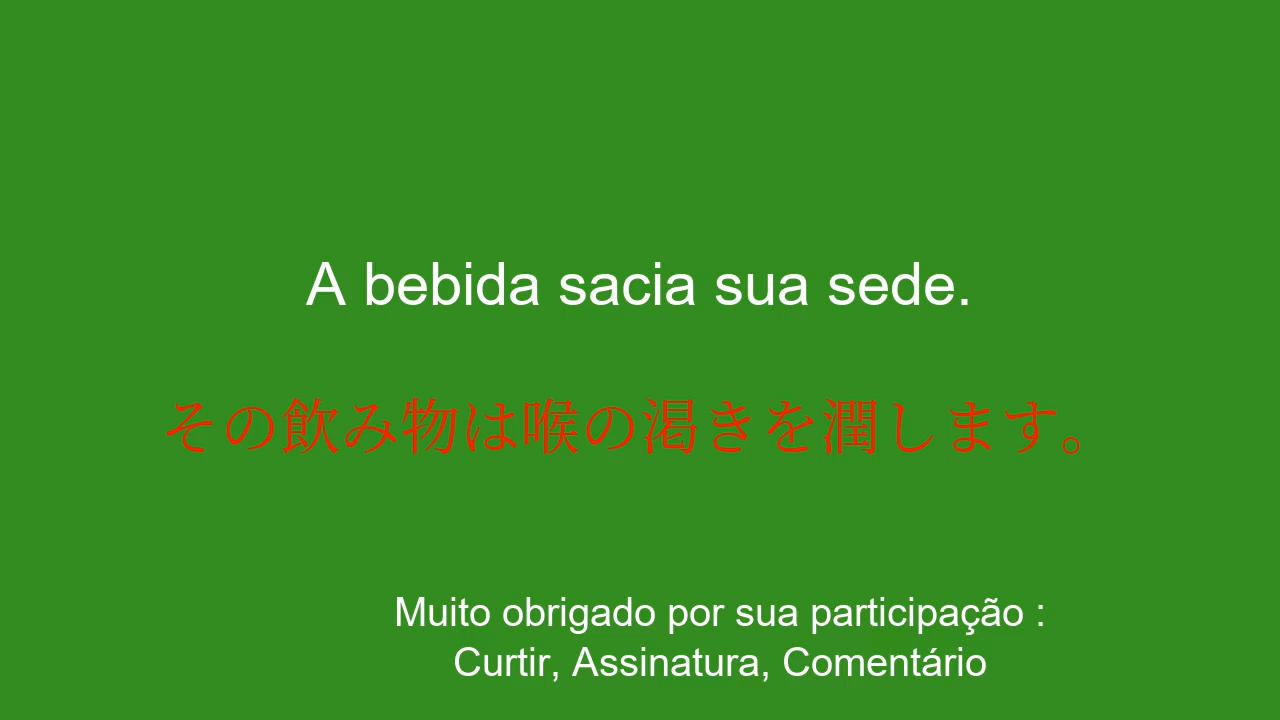 A bebida sacia sua sede.
その飲み物は喉の渇きを潤します。
Muito obrigado por sua participação :
Curtir, Assinatura, Comentário